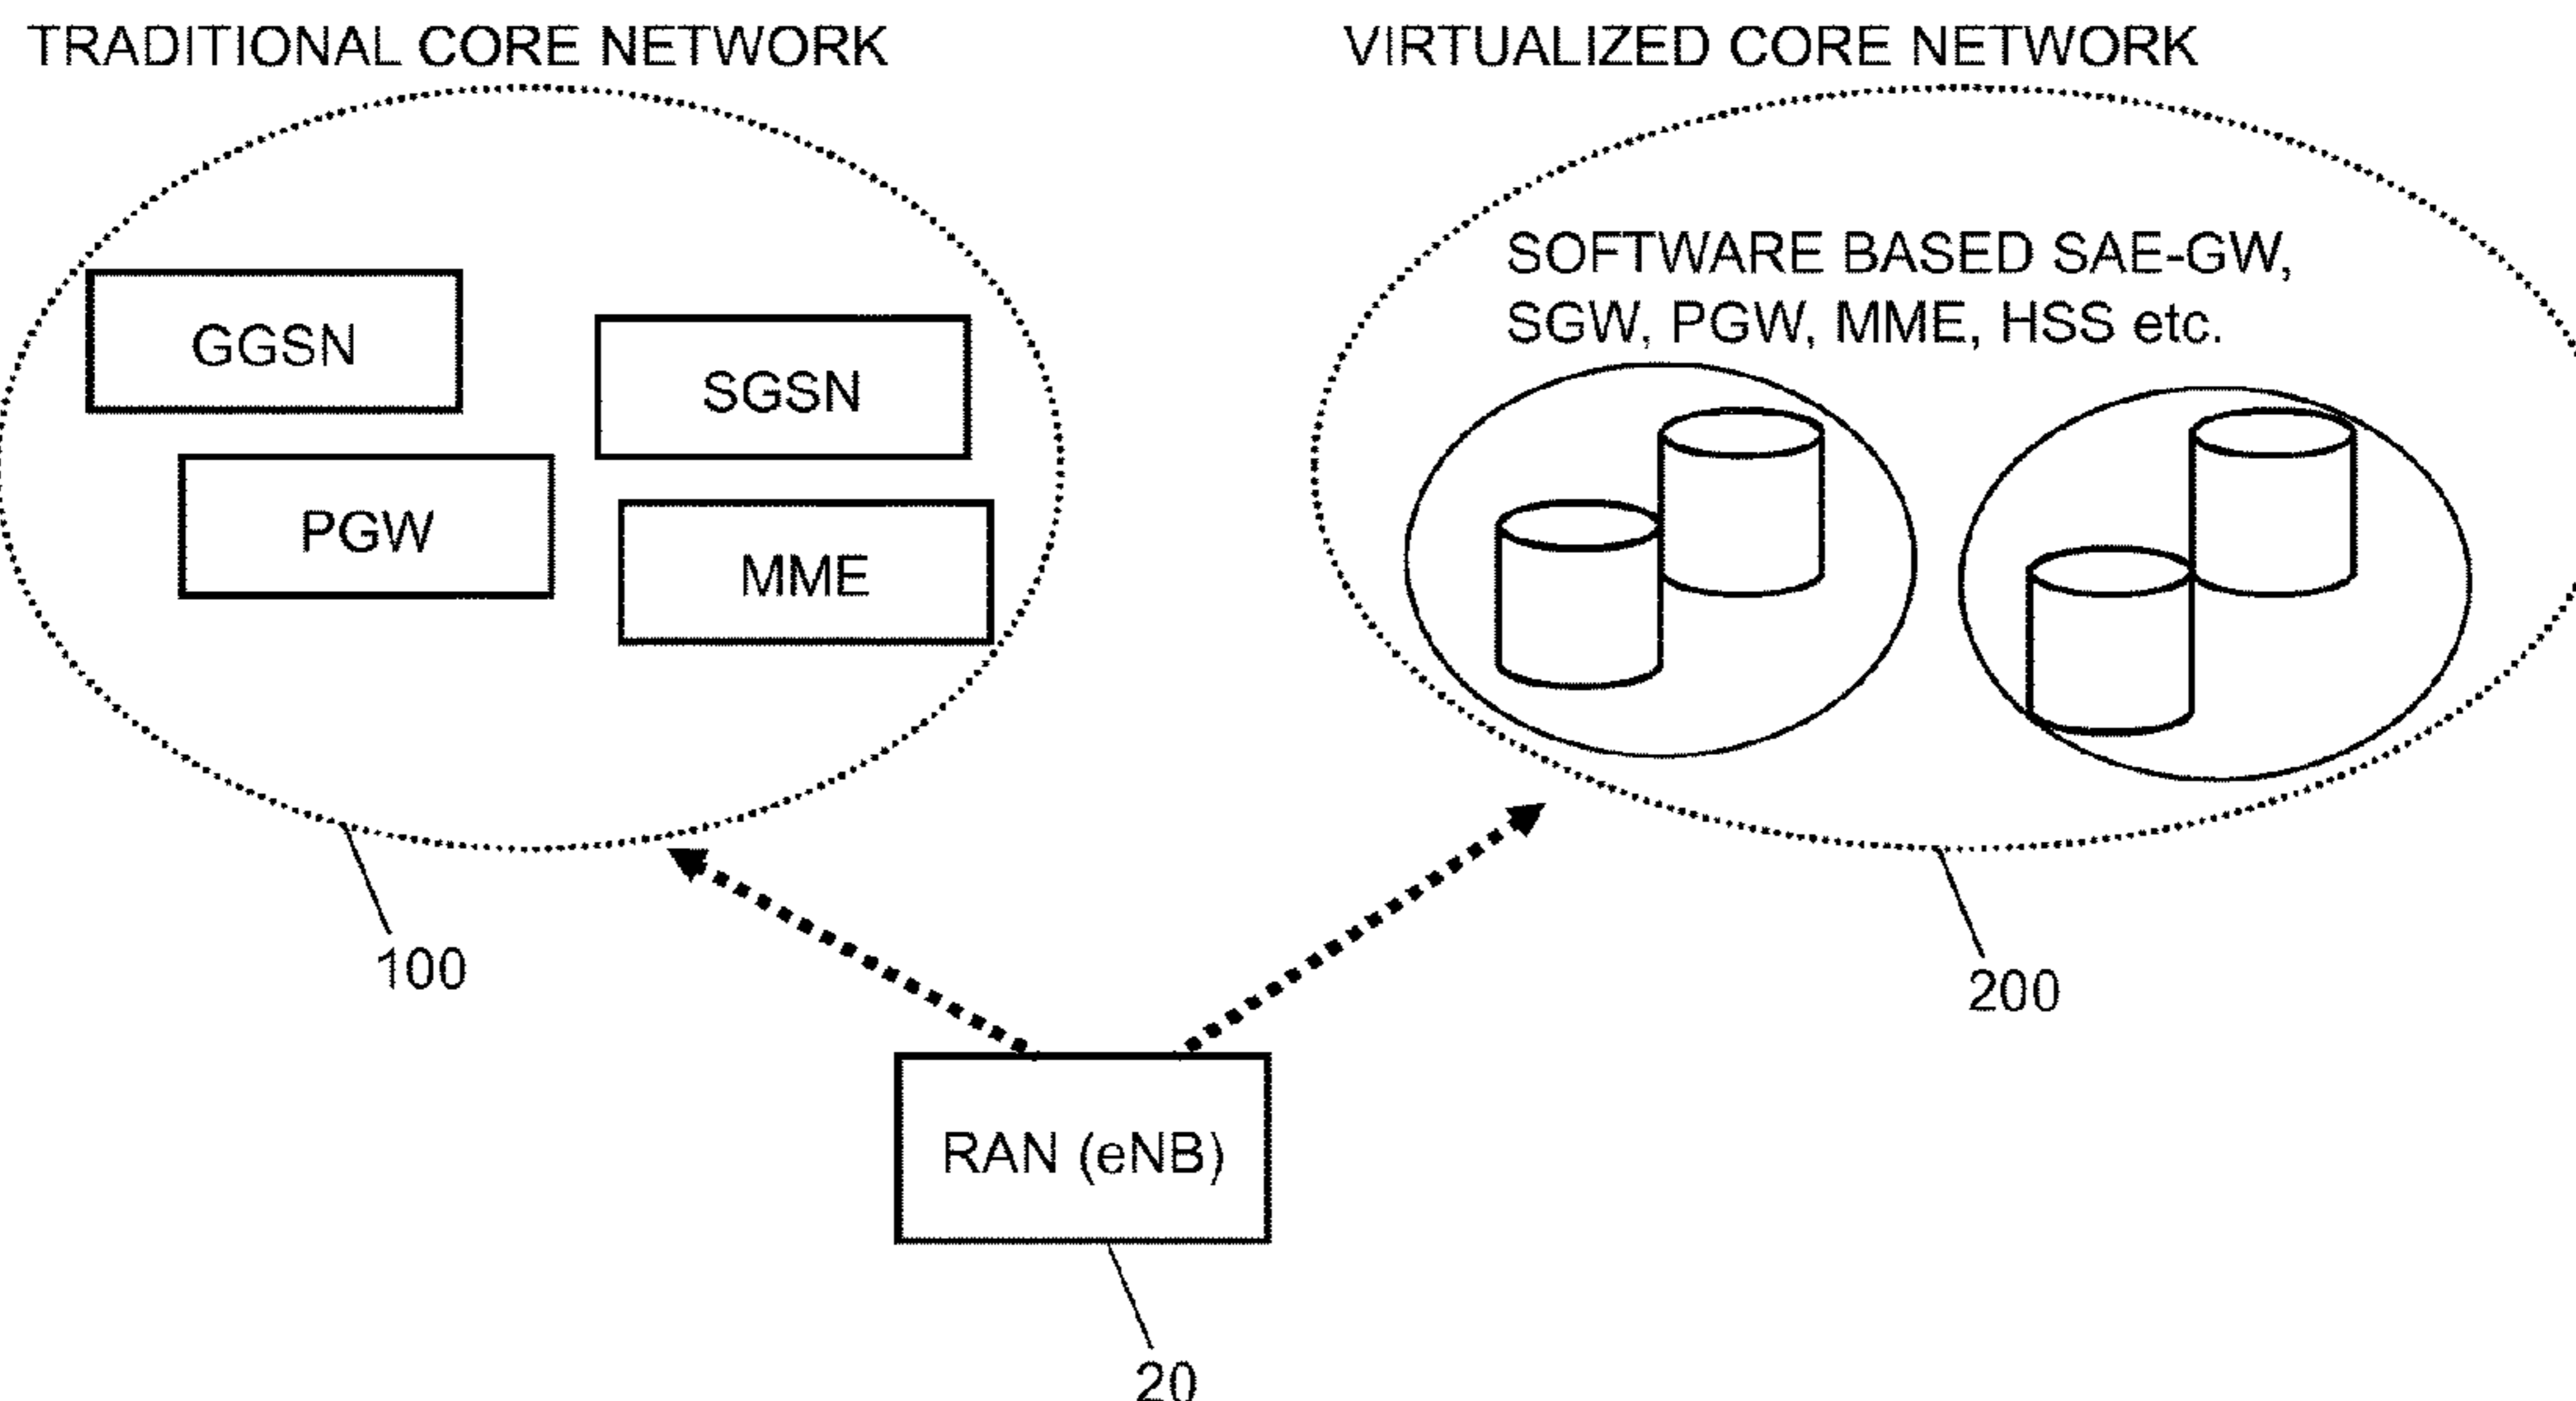 TRADITIONAL CORE NETWORK
VIRTUALIZED CORE NETWORK
GGSN
SGSN
PGW
MME
SOFTWARE BASED SAE-GW,
SGW, PGW, MME, HSS etc.
100
200
RAN (eNB)
20